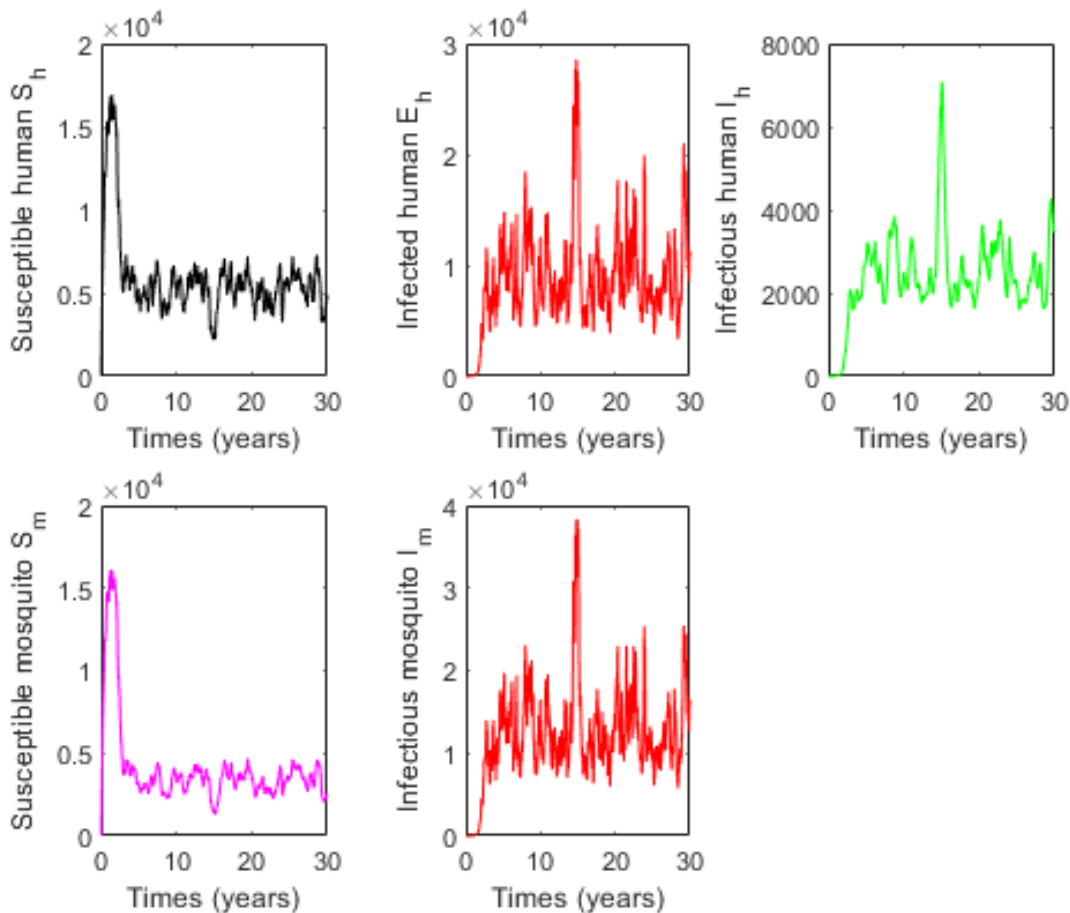 ×10^4
Susceptible human S_h
2
1.5
1
0.5
0
0 10 20 30
Times (years)
×10^4
Infected human E_h
3
2
1
0
0 10 20 30
Times (years)
Infectious human I_h
8000
6000
4000
2000
0
0 10 20 30
Times (years)
×10^4
Susceptible mosquito S_m
2
1.5
1
0.5
0
0 10 20 30
Times (years)
×10^4
Infectious mosquito I_m
4
3
2
1
0
0 10 20 30
Times (years)